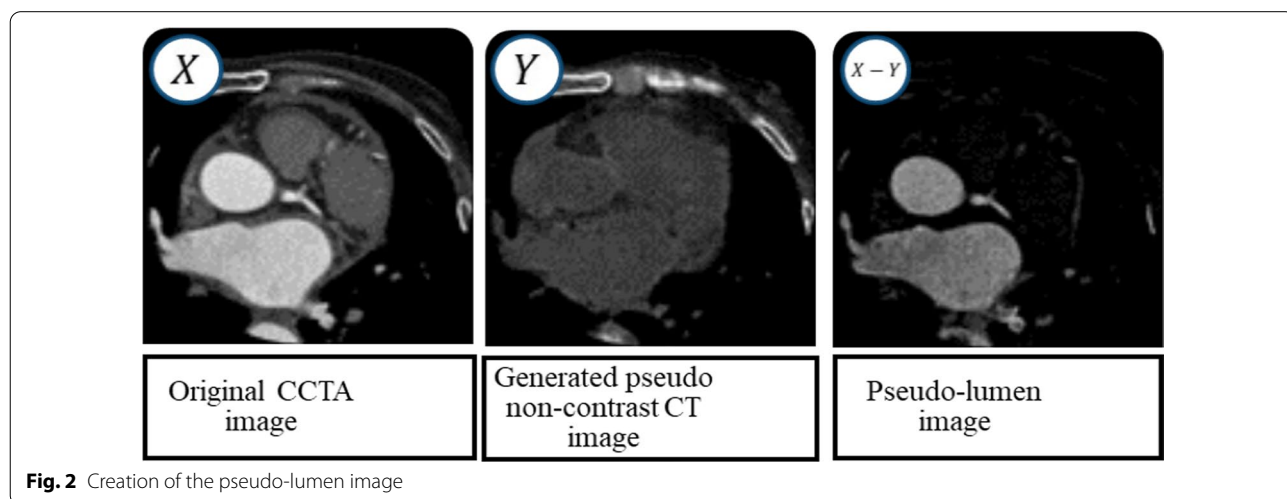 X
Y
X − Y
Original CCTA
image
Generated pseudo
non-contrast CT
image
Pseudo-lumen
image
Fig. 2 Creation of the pseudo-lumen image